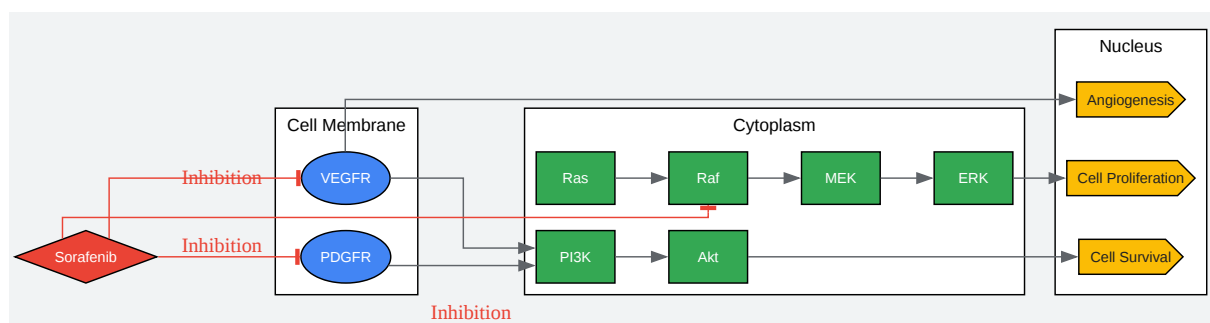 Nucleus
Angiogenesis
Cell Membrane
Cytoplasm
Inhibition
VEGFR
Ras
Raf
MEK
ERK
Cell Proliferation
Inhibition
Sorafenib
PDGFR
PI3K
Akt
Cell Survival
Inhibition